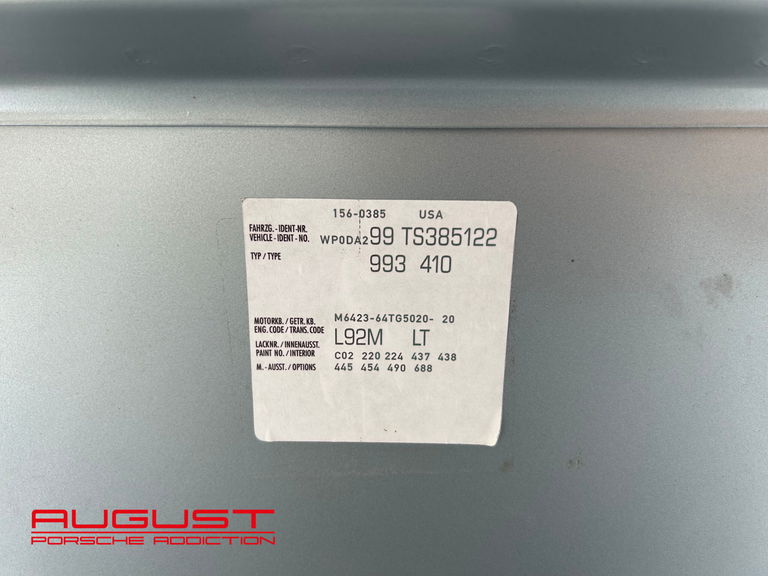 156-0385 USA
FAHRZG. - IDENT-NR.
VEHICLE - IDENT - NO. WP0DA299 TS385122
TYP / TYPE 993 410
MOTORKB. / GETR. KB. M6423-64TG5020- 20
ENG. CODE / TRANS. CODE
L92M LT
LACKNR. / INNENAUSST.
PAINT NO. / INTERIOR C02 220 224 437 438
M. - AUSST. / OPTIONS 445 454 490 688
AUGUST
PORSCHE ADDICTION